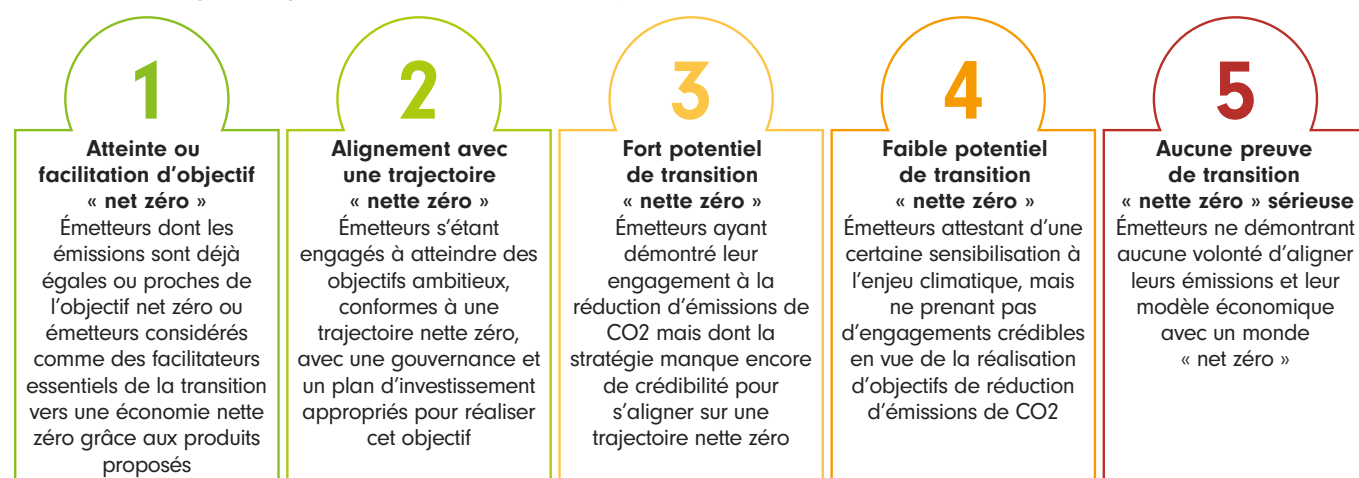 1
Atteinte ou
facilitation d'objectif
« net zéro »
Émetteurs dont les
émissions sont déjà
égales ou proches de
l'objectif net zéro ou
émetteurs considérés
comme des facilitateurs
essentiels de la transition
vers une économie nette
zéro grâce aux produits
proposés
2
Alignement avec
une trajectoire
« nette zéro »
Émetteurs s'étant
engagés à atteindre des
objectifs ambitieux,
conformes à une
trajectoire nette zéro,
avec une gouvernance et
un plan d'investissement
appropriés pour réaliser
cet objectif
3
Fort potentiel
de transition
« nette zéro »
Émetteurs ayant
démontré leur
engagement à la
réduction d'émissions de
CO2 mais dont la
stratégie manque encore
de crédibilité pour
s'aligner sur une
trajectoire nette zéro
4
Faible potentiel
de transition
« nette zéro »
Émetteurs attestant d'une
certaine sensibilisation à
l'enjeu climatique, mais
ne prenant pas
d'engagements crédibles
en vue de la réalisation
d'objectifs de réduction
d'émissions de CO2
5
Aucune preuve
de transition
« nette zéro » sérieuse
Émetteurs ne démontrant
aucune volonté d'aligner
leurs émissions et leur
modèle économique
avec un monde
« net zéro »